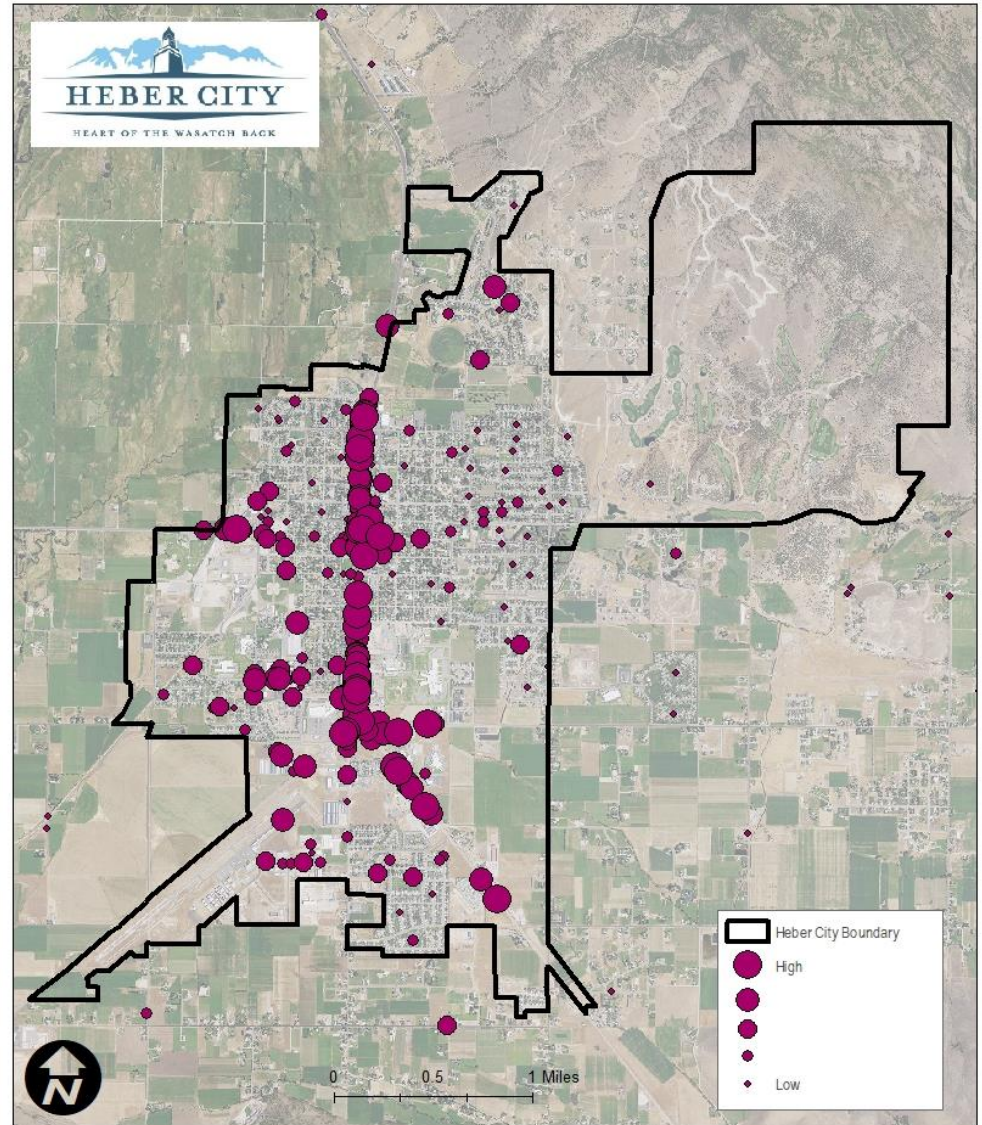 HEBER CITY
HEART OF THE WASATCH BACK
Heber City Boundary
High
Low
N
0 0.5 1 Miles